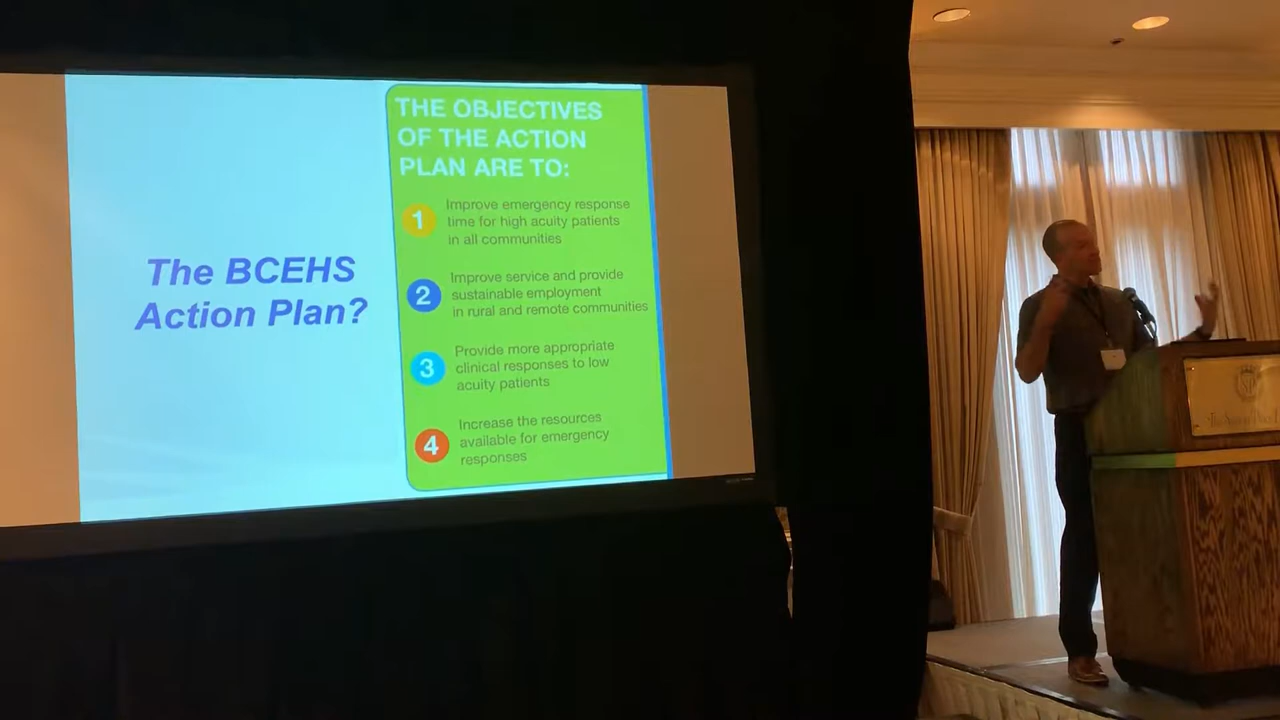 The BCEHS
Action Plan?
THE OBJECTIVES
OF THE ACTION
PLAN ARE TO:
1 Improve emergency response
time for high acuity patients
in all communities
2 Improve service and provide
sustainable employment
in rural and remote communities
3 Provide more appropriate
clinical responses to low
acuity patients
4 Increase the resources
available for emergency
responses